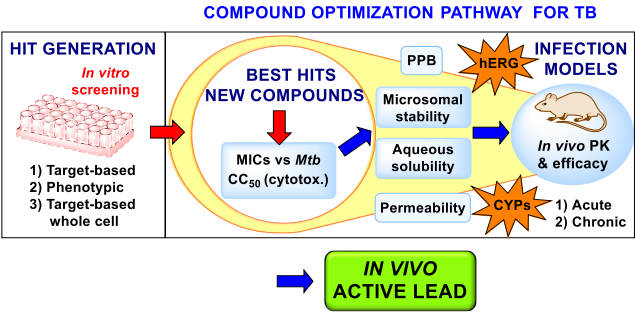 COMPOUND OPTIMIZATION PATHWAY FOR TB
HIT GENERATION
In vitro
screening
1) Target-based
2) Phenotypic
3) Target-based
whole cell
BEST HITS
NEW COMPOUNDS
MICs vs Mtb
CC50 (cytotox.)
PPB
Microsomal
stability
Aqueous
solubility
Permeability
hERG
CYPs
INFECTION
MODELS
In vivo PK
& efficacy
1) Acute
2) Chronic
IN VIVO
ACTIVE LEAD